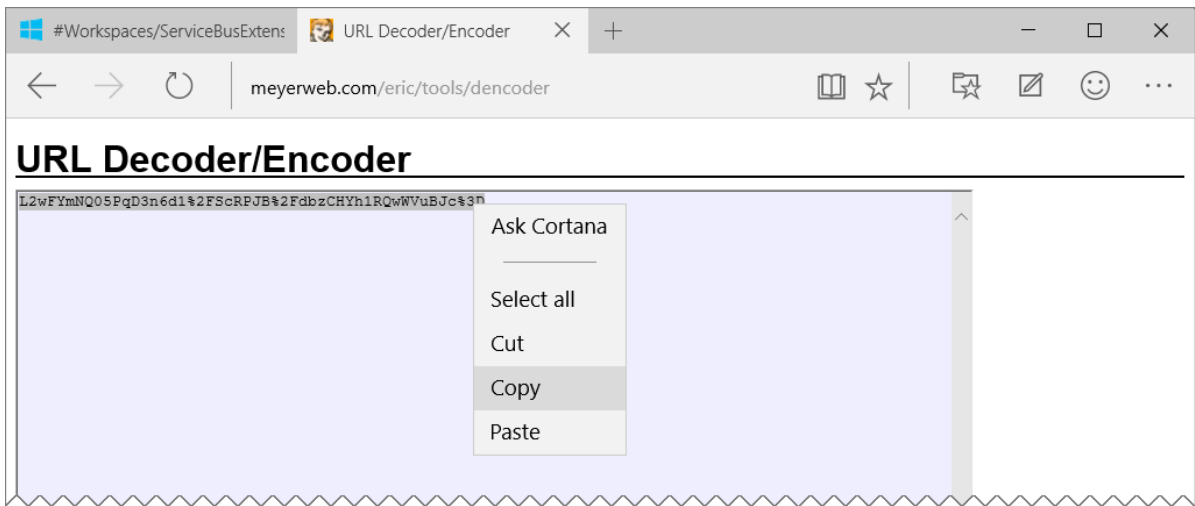 #Workspaces/ServiceBusExtens
URL Decoder/Encoder
meyerweb.com/eric/tools/dencoder
URL Decoder/Encoder
L2wFYmNQ05PqD3n6d1%2FScRPJB%2FdbzCHYh1RQwWVuBJc%3D
Ask Cortana
Select all
Cut
Copy
Paste